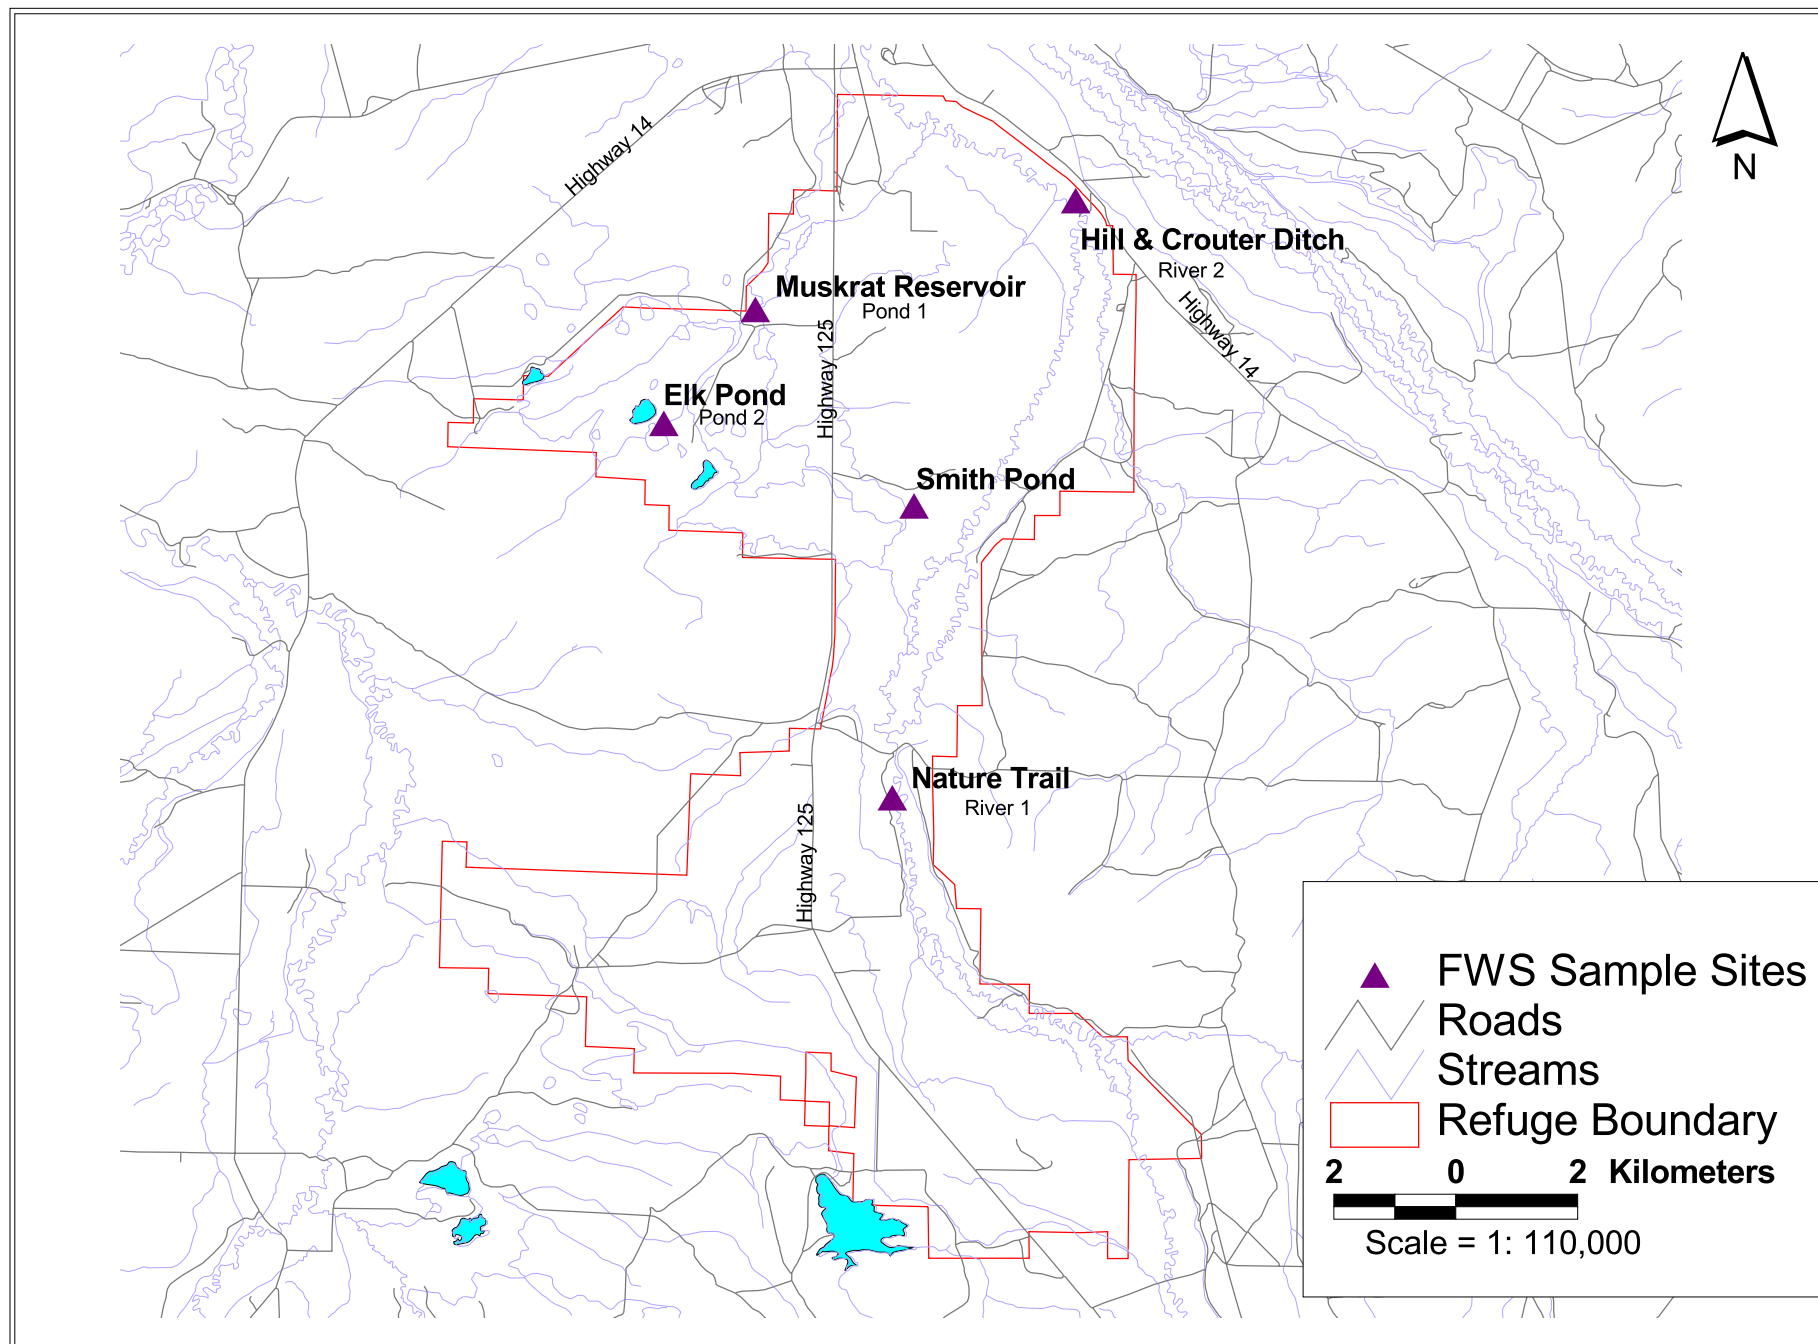 Highway 14
N
Hill & Crouter Ditch
River 2
Muskrat Reservoir
Pond 1
Highway 14
Highway 125
Elk Pond
Pond 2
Smith Pond
Nature Trail
River 1
Highway 125
FWS Sample Sites
Roads
Streams
Refuge Boundary
2 0 2 Kilometers
Scale = 1: 110,000